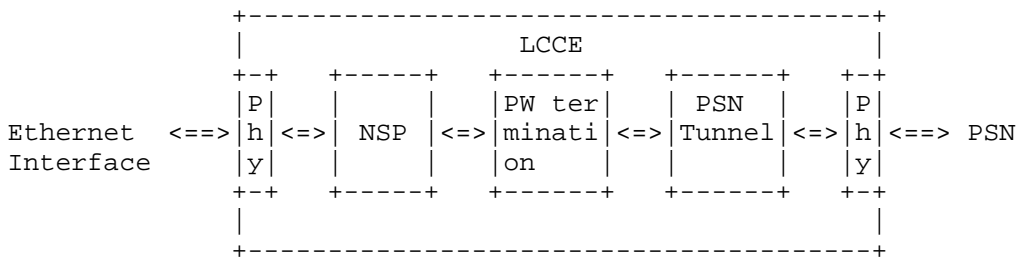 +-------------------------------------------+
|                   LCCE                    |
+-+    +-----+    +------+    +------+    +-+
|P|    |     |    |PW ter|    | PSN  |    |P|
Ethernet  <==>|h|<=>| NSP |<=>|minati|<=>|Tunnel|<=>|h|<==> PSN
Interface     |y|   |     |   |on    |   |      |   |y|
+-+    +-----+    +------+    +------+    +-+
|                                           |
+-------------------------------------------+